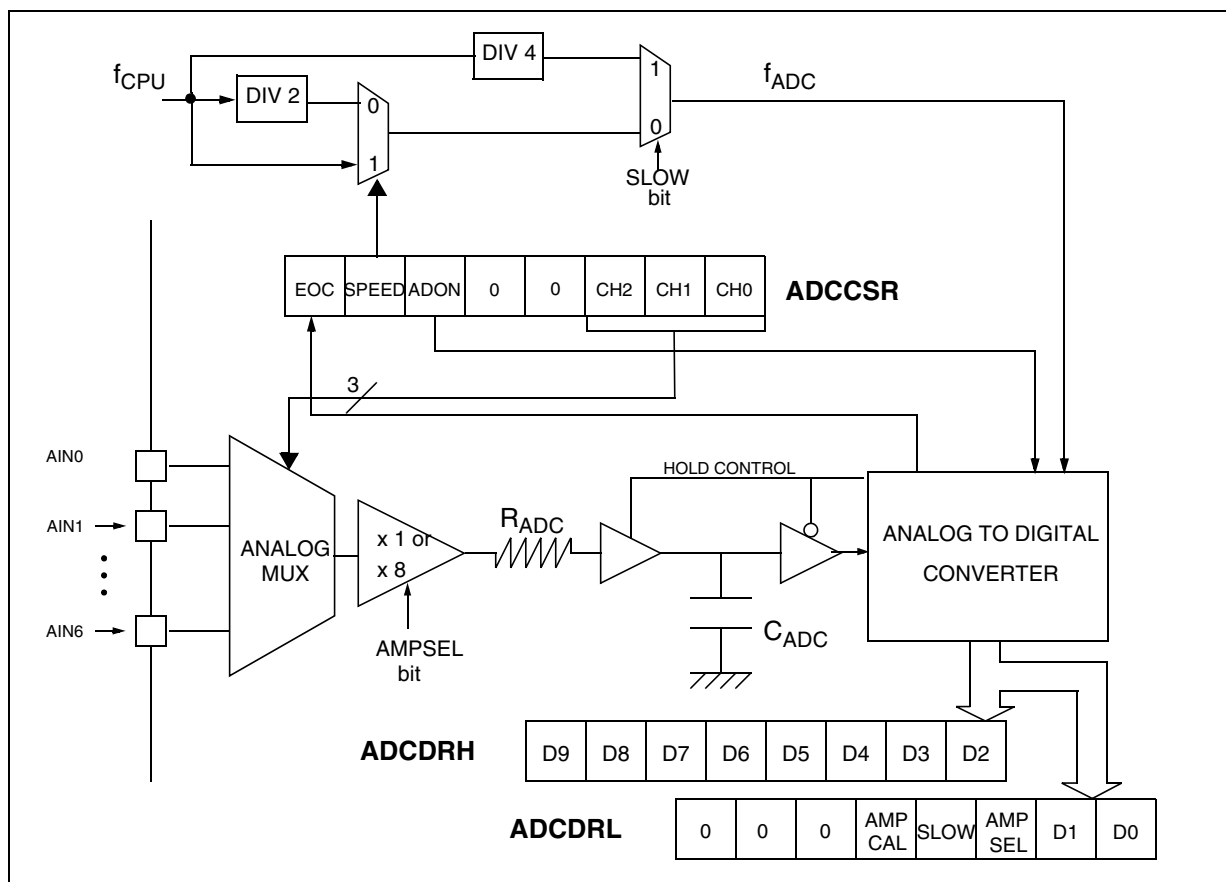 DIV 4
fCPU
1
fADC
DIV 2
0
0
1
SLOW
bit
EOC SPEED ADON 0 0 CH2 CH1 CH0 ADCCSR
3
AIN0
HOLD CONTROL
AIN1
RADC
ANALOG
MUX
x 1 or
x 8
ANALOG TO DIGITAL
CONVERTER
AIN6
AMPSEL
bit
CADC
ADCDRH D9 D8 D7 D6 D5 D4 D3 D2
ADCDRL 0 0 0 AMP CAL SLOW AMP SEL D1 D0